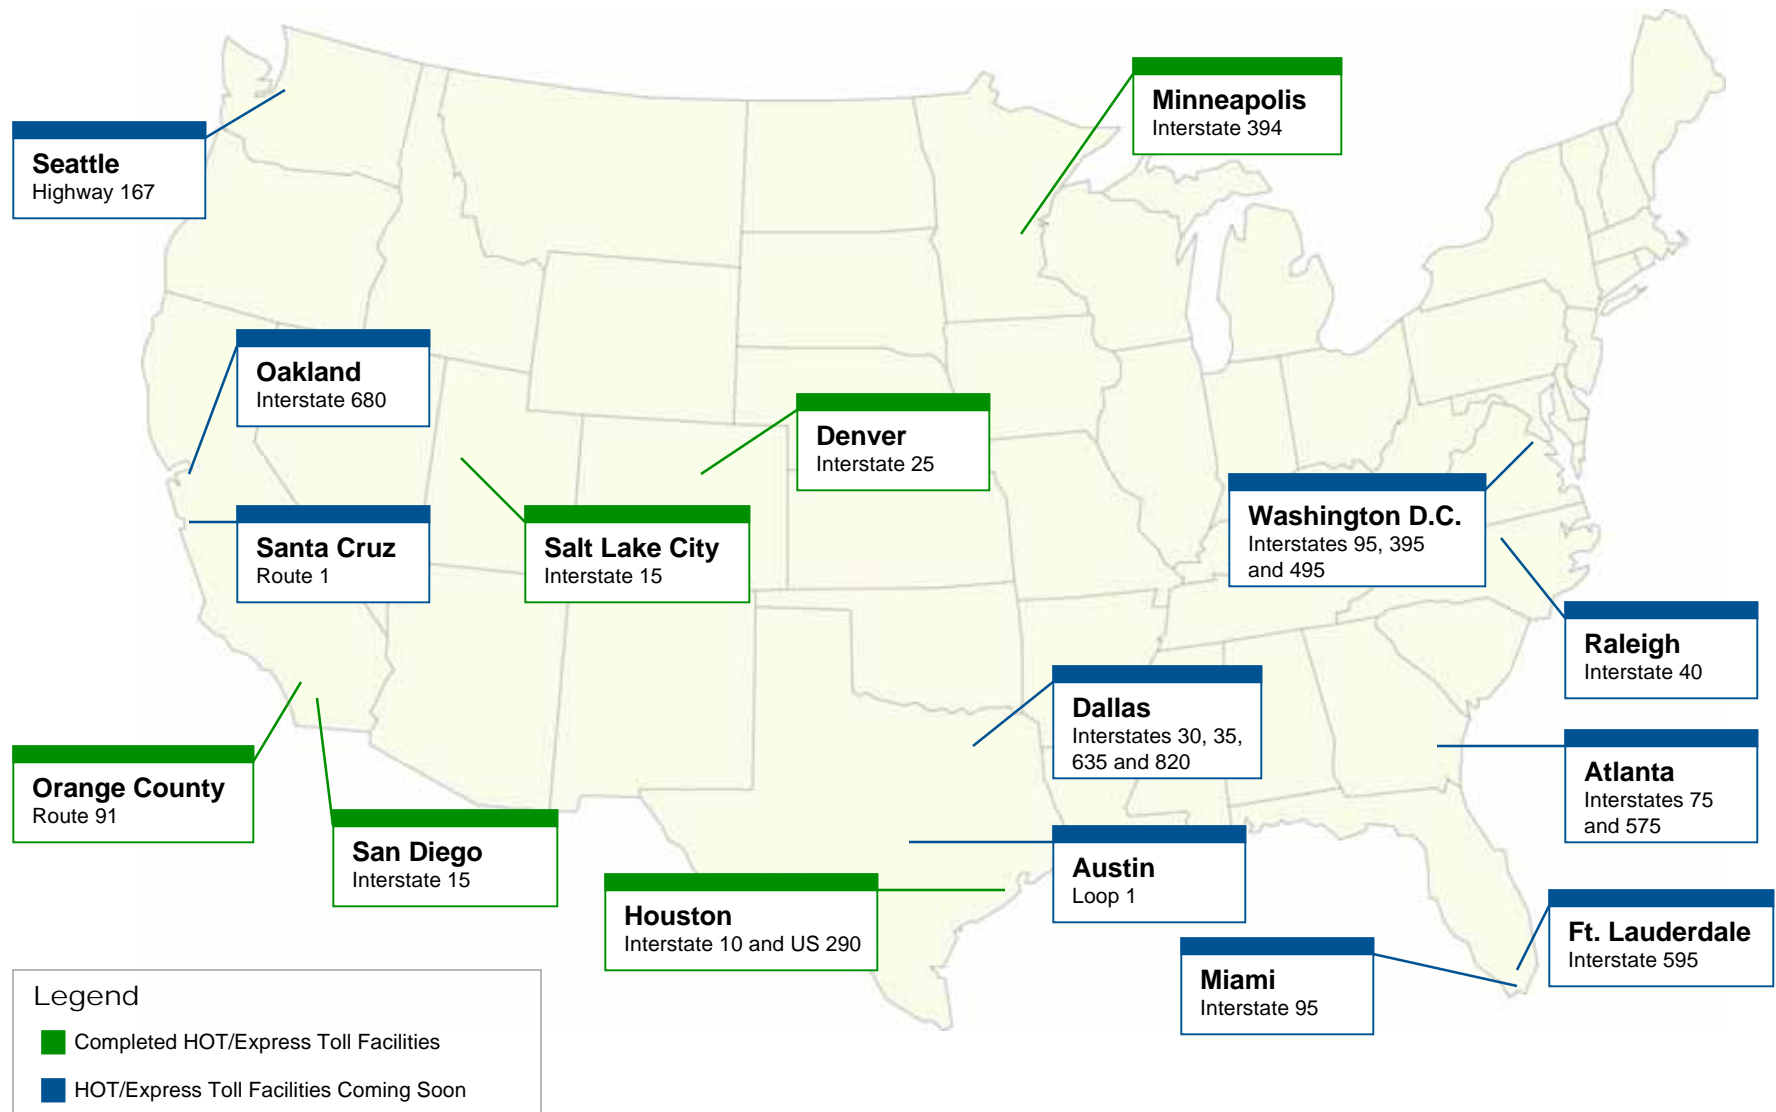 Minneapolis
Interstate 394
Seattle
Highway 167
Oakland
Interstate 680
Denver
Interstate 25
Washington D.C.
Interstates 95, 395
and 495
Santa Cruz
Route 1
Salt Lake City
Interstate 15
Raleigh
Interstate 40
Dallas
Interstates 30, 35,
635 and 820
Orange County
Route 91
Atlanta
Interstates 75
and 575
San Diego
Interstate 15
Austin
Loop 1
Houston
Interstate 10 and US 290
Ft. Lauderdale
Interstate 595
Miami
Interstate 95
Legend
Completed HOT/Express Toll Facilities
HOT/Express Toll Facilities Coming Soon